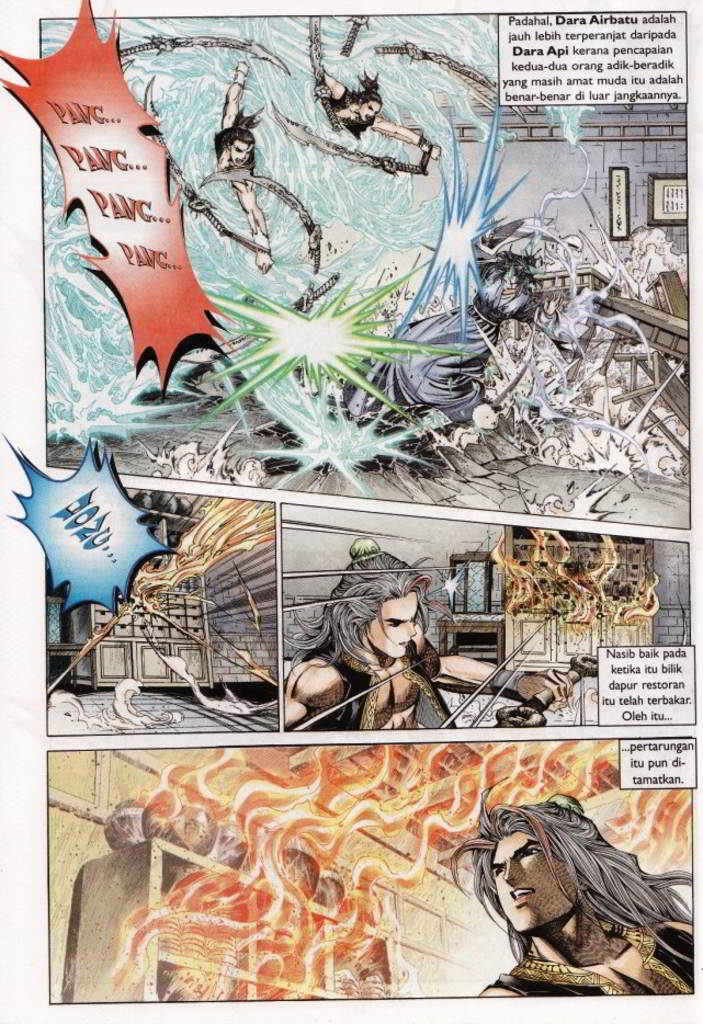 Padahal, Dara Airbatu adalah
jauh lebih terperanjat daripada
Dara Api kerana pencapaian
kedua-dua orang adik-beradik
yang masih amat muda itu adalah
benar-benar di luar jangkaannya.
PANG...
PANG...
PANG...
PANG...
Nasib baik pada
ketika itu bilik
dapur restoran
itu telah terbakar.
Oleh itu...
...pertarungan
itu pun di-
tamatkan.